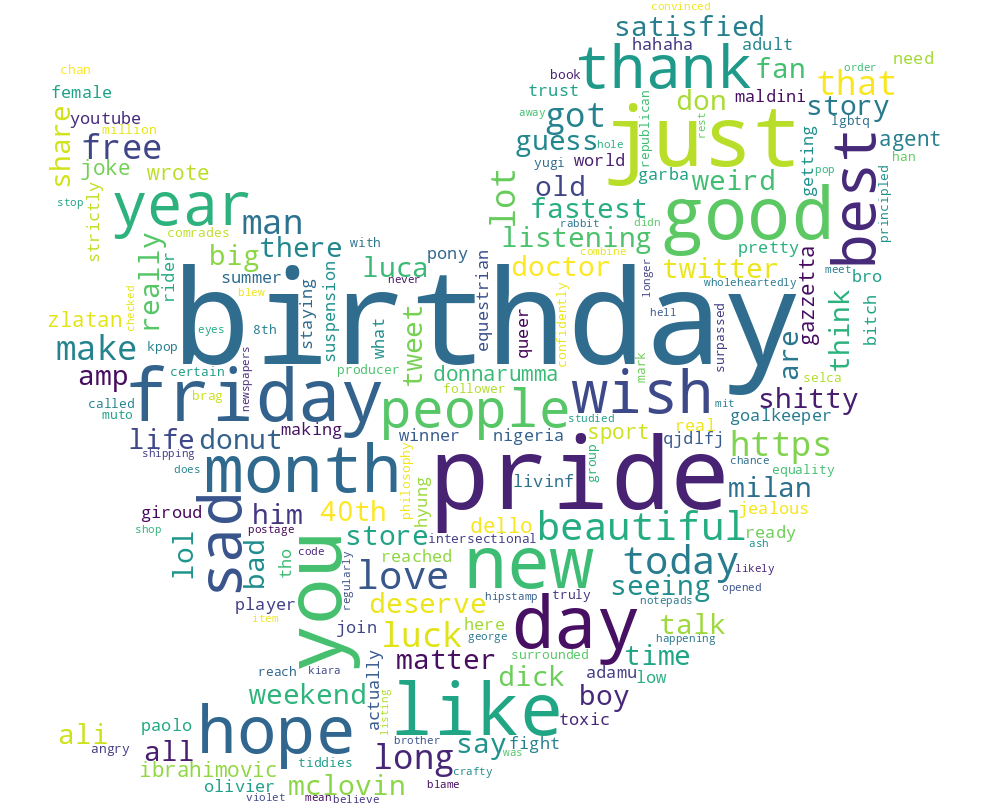 convinced
satisfied
hahaha
adult
chan
thank
fan
need
order
book
female
trust
that
youtube
million
share
free
away
got
don
maldini
story
republican
rest
lgbtq
just
guess
hole
agent
joke
wrote
yugi
world
garba
weird
getting
best
han
pop
year
stop
strictly
man
lot
old
fastest
good
principled
comrades
rabbit
didn
really
rider
big
there
with
listening
pretty
combine
gazzetta
summer
luca
pony
never
doctor
twitter
longer
meet
bro
birthday
blew
staying
suspension
equestrian
wholeheartedly
zlatan
checked
eyes
8th
what
tweet
queer
confidently
hell
surpassed
are
think
bitch
make
kpop
amp
certain
producer
donnarumma
mark
friday
brag
newspapers
follower
wish
mit
selca
called
muto
people
studied
shitty
goalkeeper
life
donut
making
winner
nigeria
sport
real
qjdlfj
https
shipping
does
month
philosophy
pride
livinf
group
chance
equality
milan
sad
giroud
him
40th
hyung
dello
beautiful
jealous
ready
shop
postage
store
intersectional
ash
lol
bad
tho
code
reached
new
today
likely
regularly
love
seeing
opened
player
you
deserve
hipstamp
truly
notepads
item
join
luck
here
george
day
talk
happening
matter
surrounded
time
reach
kiara
actually
dick
adamu
low
weekend
listing
like
boy
toxic
ali
paolo
hope
angry
all
brother
say
was
fight
ibrahimovic
tiddies
long
crafty
olivier
mclovin
blame
violet
mean
believe